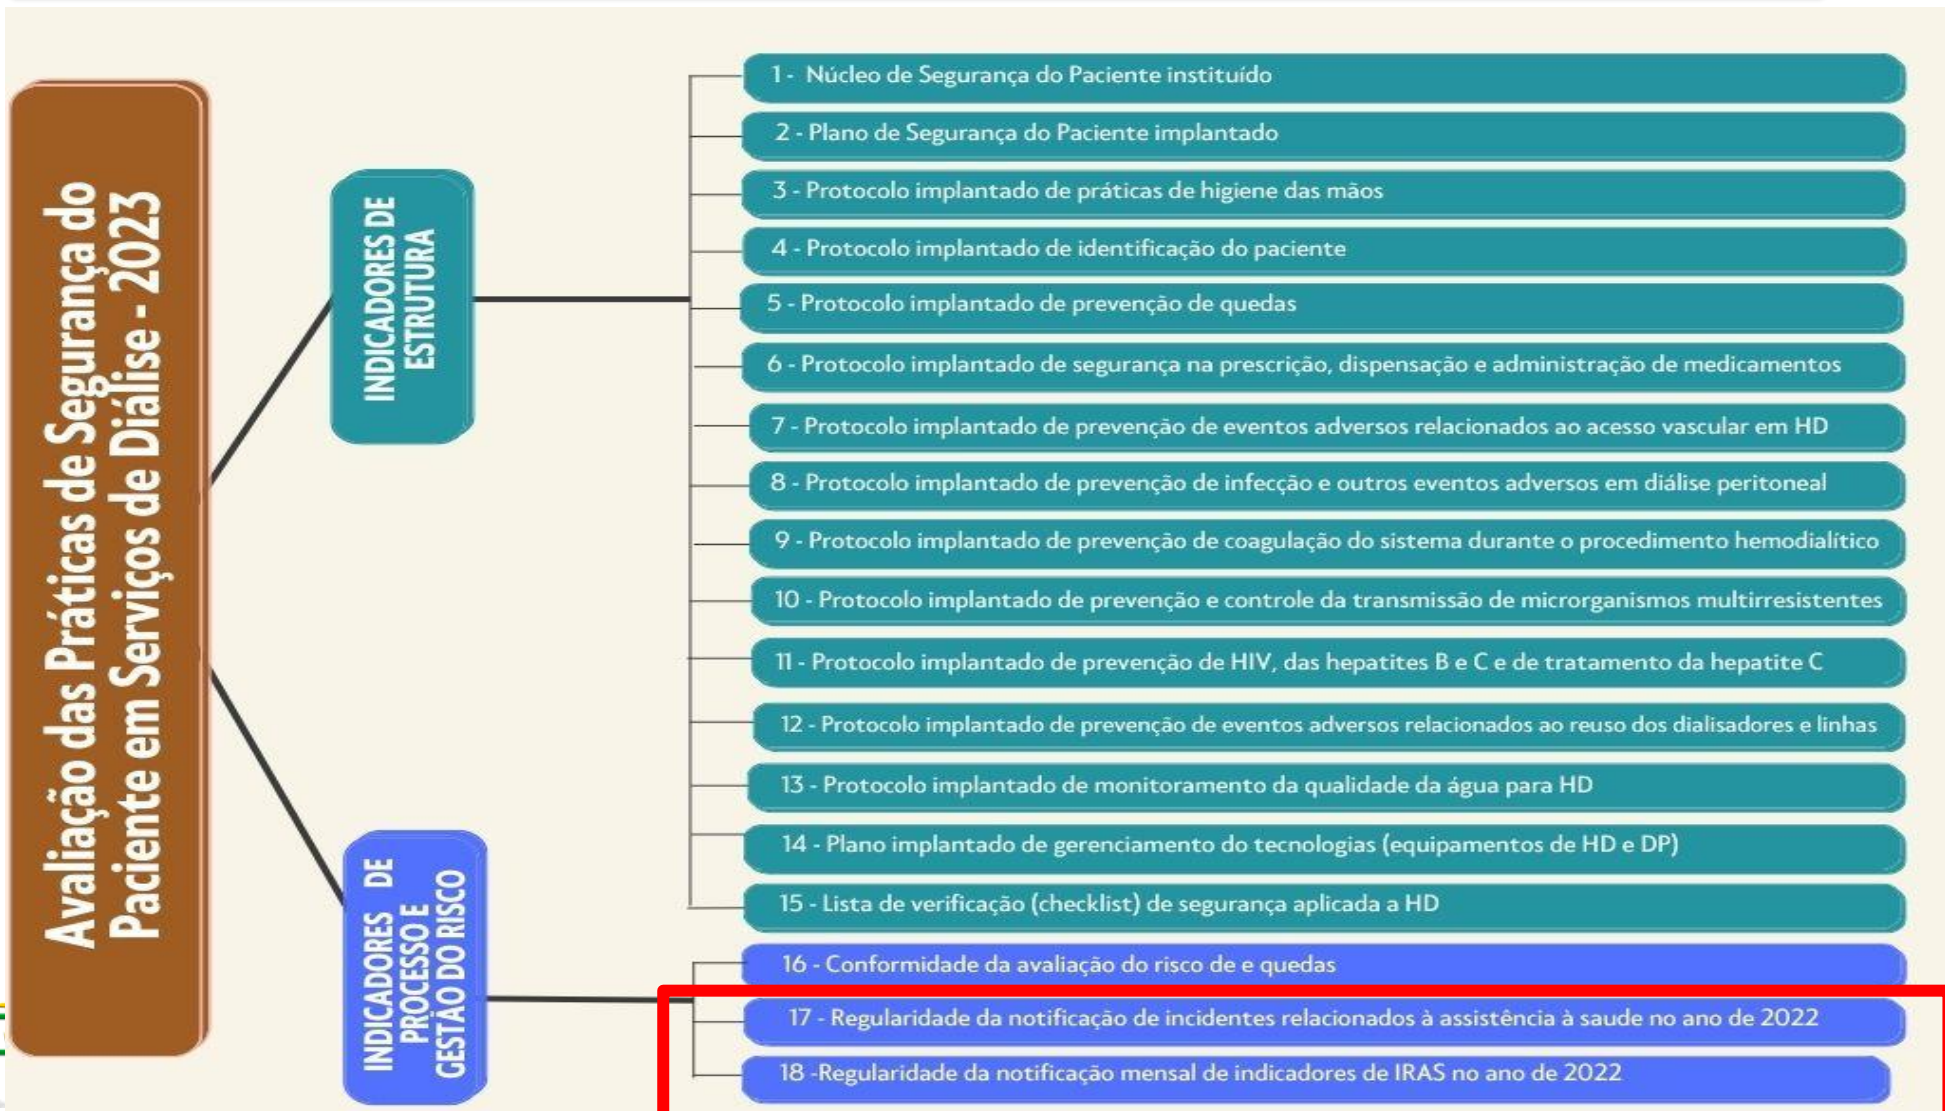 Avaliação das Práticas de Segurança do
Paciente em Serviços de Diálise - 2023
INDICADORES DE
ESTRUTURA
1 - Núcleo de Segurança do Paciente instituído
2 - Plano de Segurança do Paciente implantado
3 - Protocolo implantado de práticas de higiene das mãos
4 - Protocolo implantado de identificação do paciente
5 - Protocolo implantado de prevenção de quedas
6 - Protocolo implantado de segurança na prescrição, dispensação e administração de medicamentos
7 - Protocolo implantado de prevenção de eventos adversos relacionados ao acesso vascular em HD
8 - Protocolo implantado de prevenção de infecção e outros eventos adversos em diálise peritoneal
9 - Protocolo implantado de prevenção de coagulação do sistema durante o procedimento hemodialítico
10 - Protocolo implantado de prevenção e controle da transmissão de microrganismos multirresistentes
11 - Protocolo implantado de prevenção de HIV, das hepatites B e C e de tratamento da hepatite C
12 - Protocolo implantado de prevenção de eventos adversos relacionados ao reuso dos dialisadores e linhas
13 - Protocolo implantado de monitoramento da qualidade da água para HD
14 - Plano implantado de gerenciamento do tecnologias (equipamentos de HD e DP)
15 - Lista de verificação (checklist) de segurança aplicada a HD
INDICADORES DE
PROCESSO E
GESTÃO DO RISCO
16 - Conformidade da avaliação do risco de e quedas
17 - Regularidade da notificação de incidentes relacionados à assistência à saude no ano de 2022
18 -Regularidade da notificação mensal de indicadores de IRAS no ano de 2022